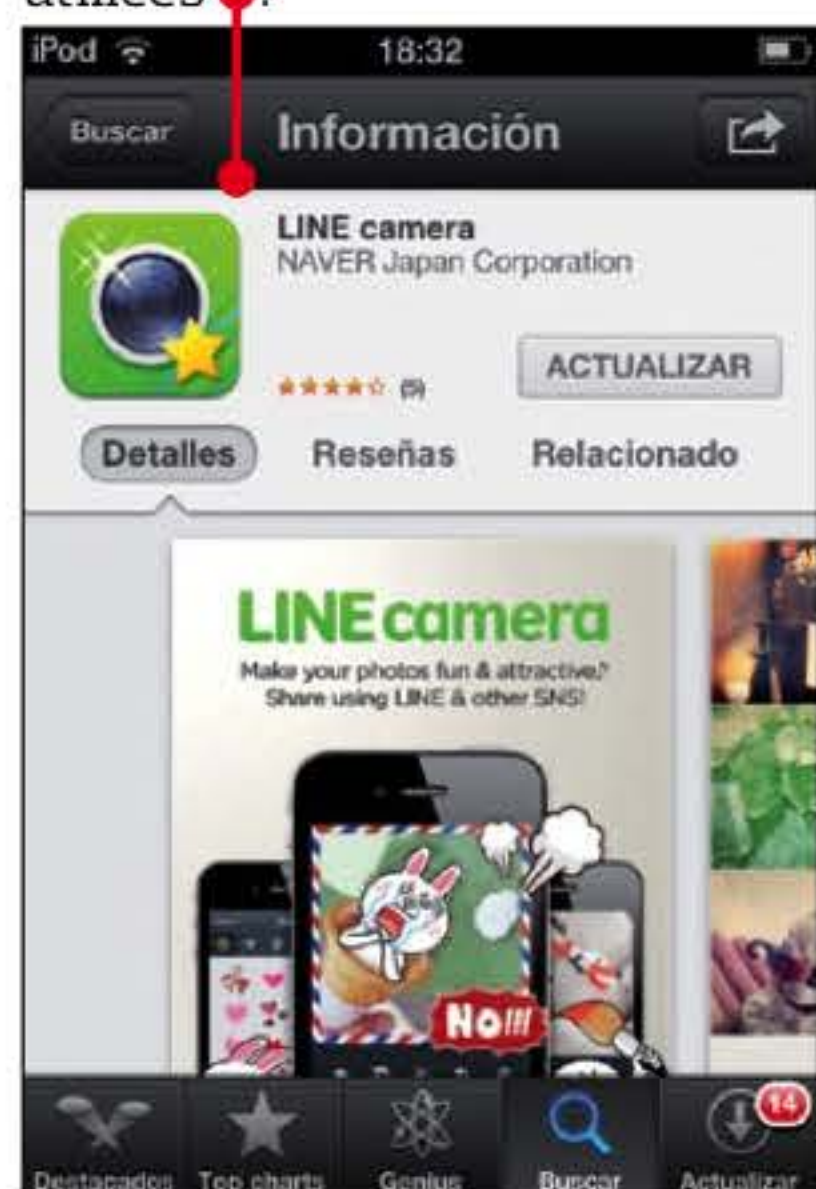 utilices
iPod 18:32
Buscar Información
LINE camera
NAVER Japan Corporation
(5) ACTUALIZAR
Detalles Reseñas Relacionado
LINE camera
Make your photos fun & attractive!
Share using LINE & other SNS!
NO!!!
14
Destacados Top charts Genius Buscar Actualizar